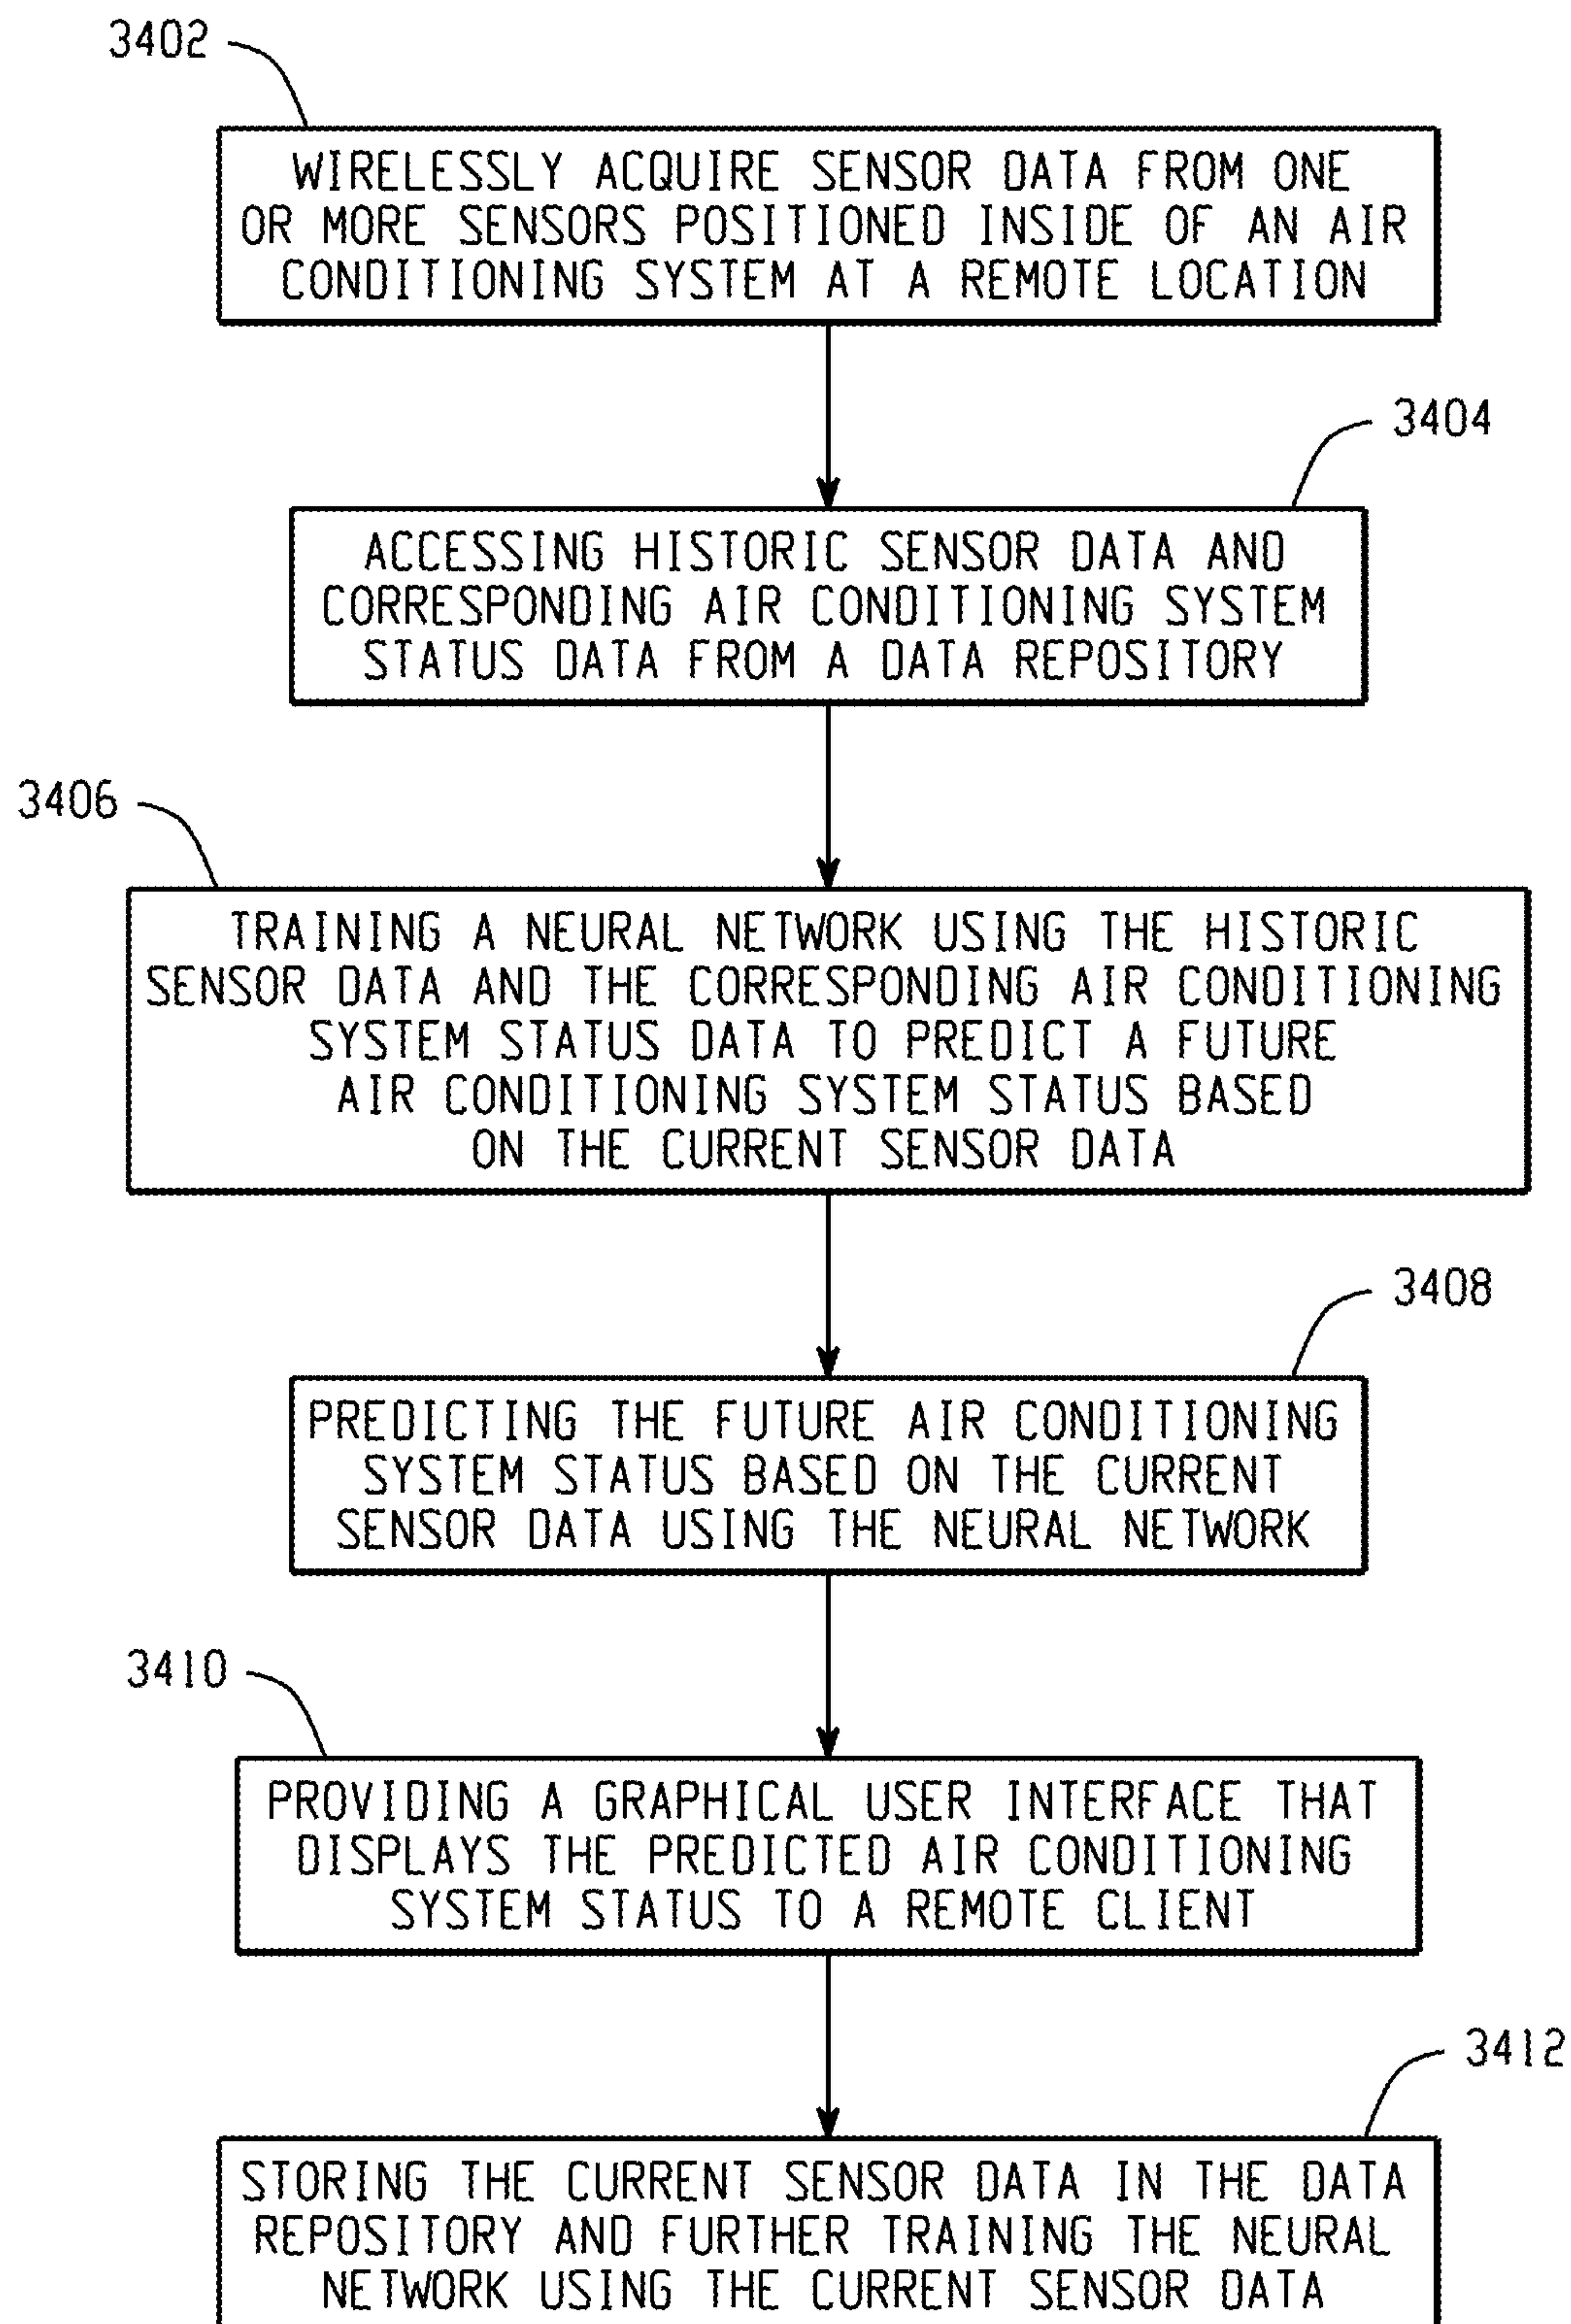 3402
WIRELESSLY ACQUIRE SENSOR DATA FROM ONE
OR MORE SENSORS POSITIONED INSIDE OF AN AIR
CONDITIONING SYSTEM AT A REMOTE LOCATION
3404
ACCESSING HISTORIC SENSOR DATA AND
CORRESPONDING AIR CONDITIONING SYSTEM
STATUS DATA FROM A DATA REPOSITORY
3406
TRAINING A NEURAL NETWORK USING THE HISTORIC
SENSOR DATA AND THE CORRESPONDING AIR CONDITIONING
SYSTEM STATUS DATA TO PREDICT A FUTURE
AIR CONDITIONING SYSTEM STATUS BASED
ON THE CURRENT SENSOR DATA
3408
PREDICTING THE FUTURE AIR CONDITIONING
SYSTEM STATUS BASED ON THE CURRENT
SENSOR DATA USING THE NEURAL NETWORK
3410
PROVIDING A GRAPHICAL USER INTERFACE THAT
DISPLAYS THE PREDICTED AIR CONDITIONING
SYSTEM STATUS TO A REMOTE CLIENT
3412
STORING THE CURRENT SENSOR DATA IN THE DATA
REPOSITORY AND FURTHER TRAINING THE NEURAL
NETWORK USING THE CURRENT SENSOR DATA